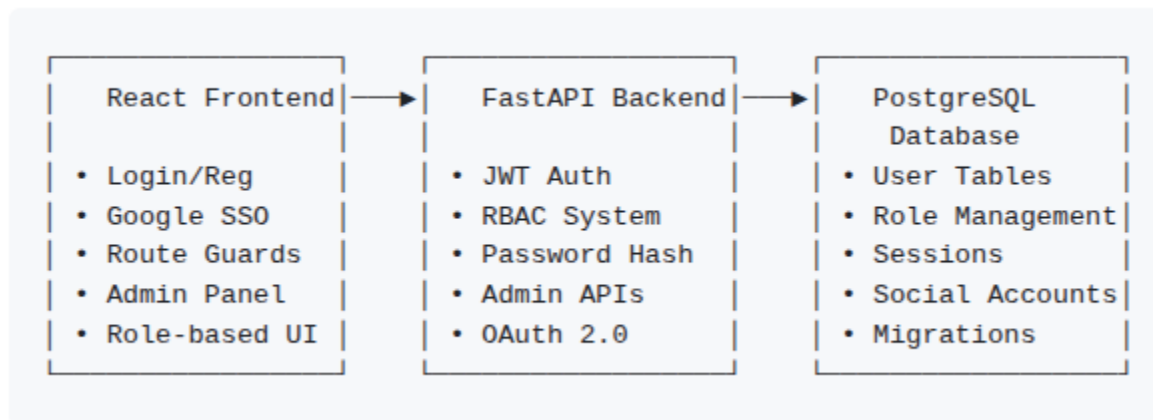 React Frontend
• Login/Reg
• Google SSO
• Route Guards
• Admin Panel
• Role-based UI
FastAPI Backend
• JWT Auth
• RBAC System
• Password Hash
• Admin APIs
• OAuth 2.0
PostgreSQL
Database
• User Tables
• Role Management
• Sessions
• Social Accounts
• Migrations